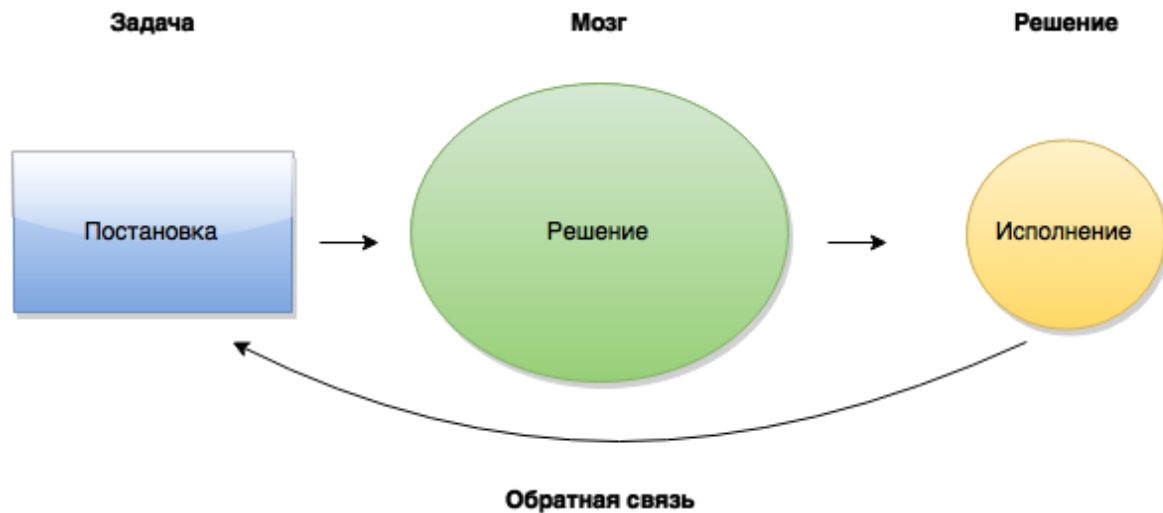 Задача
Мозг
Решение
Постановка
Решение
Исполнение
Обратная связь